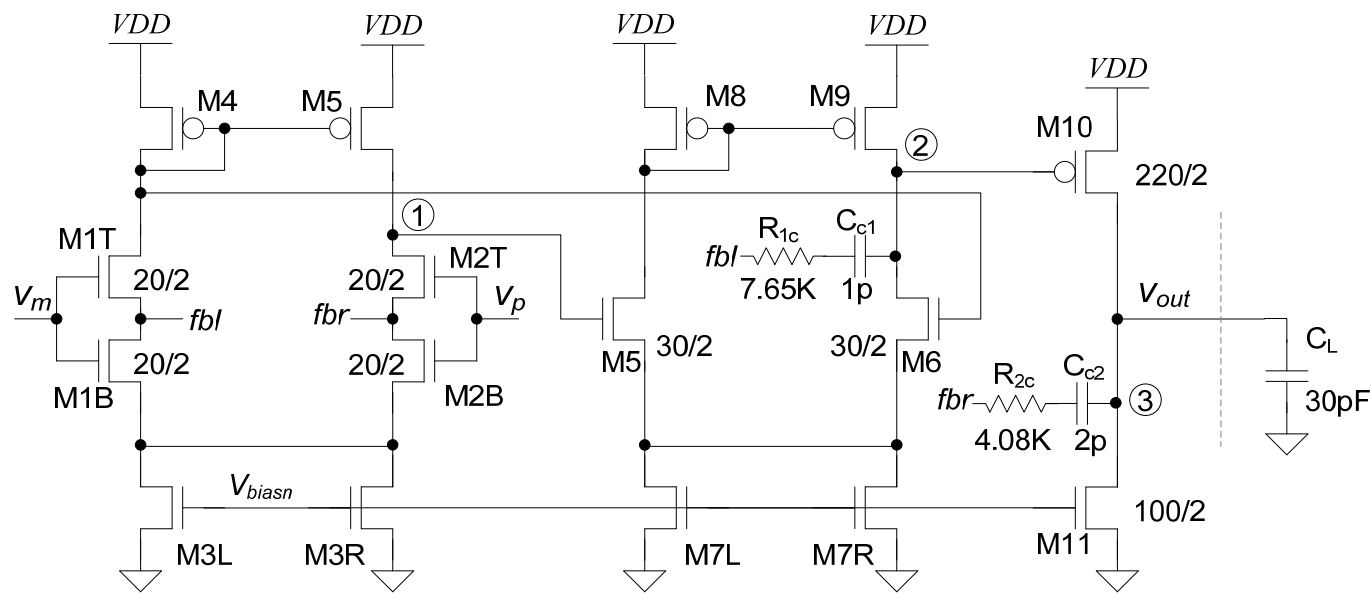 VDD VDD VDD VDD VDD
M4 M5 M8 M9 M10
② 220/2
①
M1T M2T R1c Cc1
20/2 20/2 fbl
vm vp 7.65K 1p vout
fbl fbr
20/2 20/2 M5 30/2 30/2 M6 CL
M1B M2B R2c Cc2
fbr ③ 30pF
4.08K 2p
Vbiasn
100/2
M3L M3R M7L M7R M11